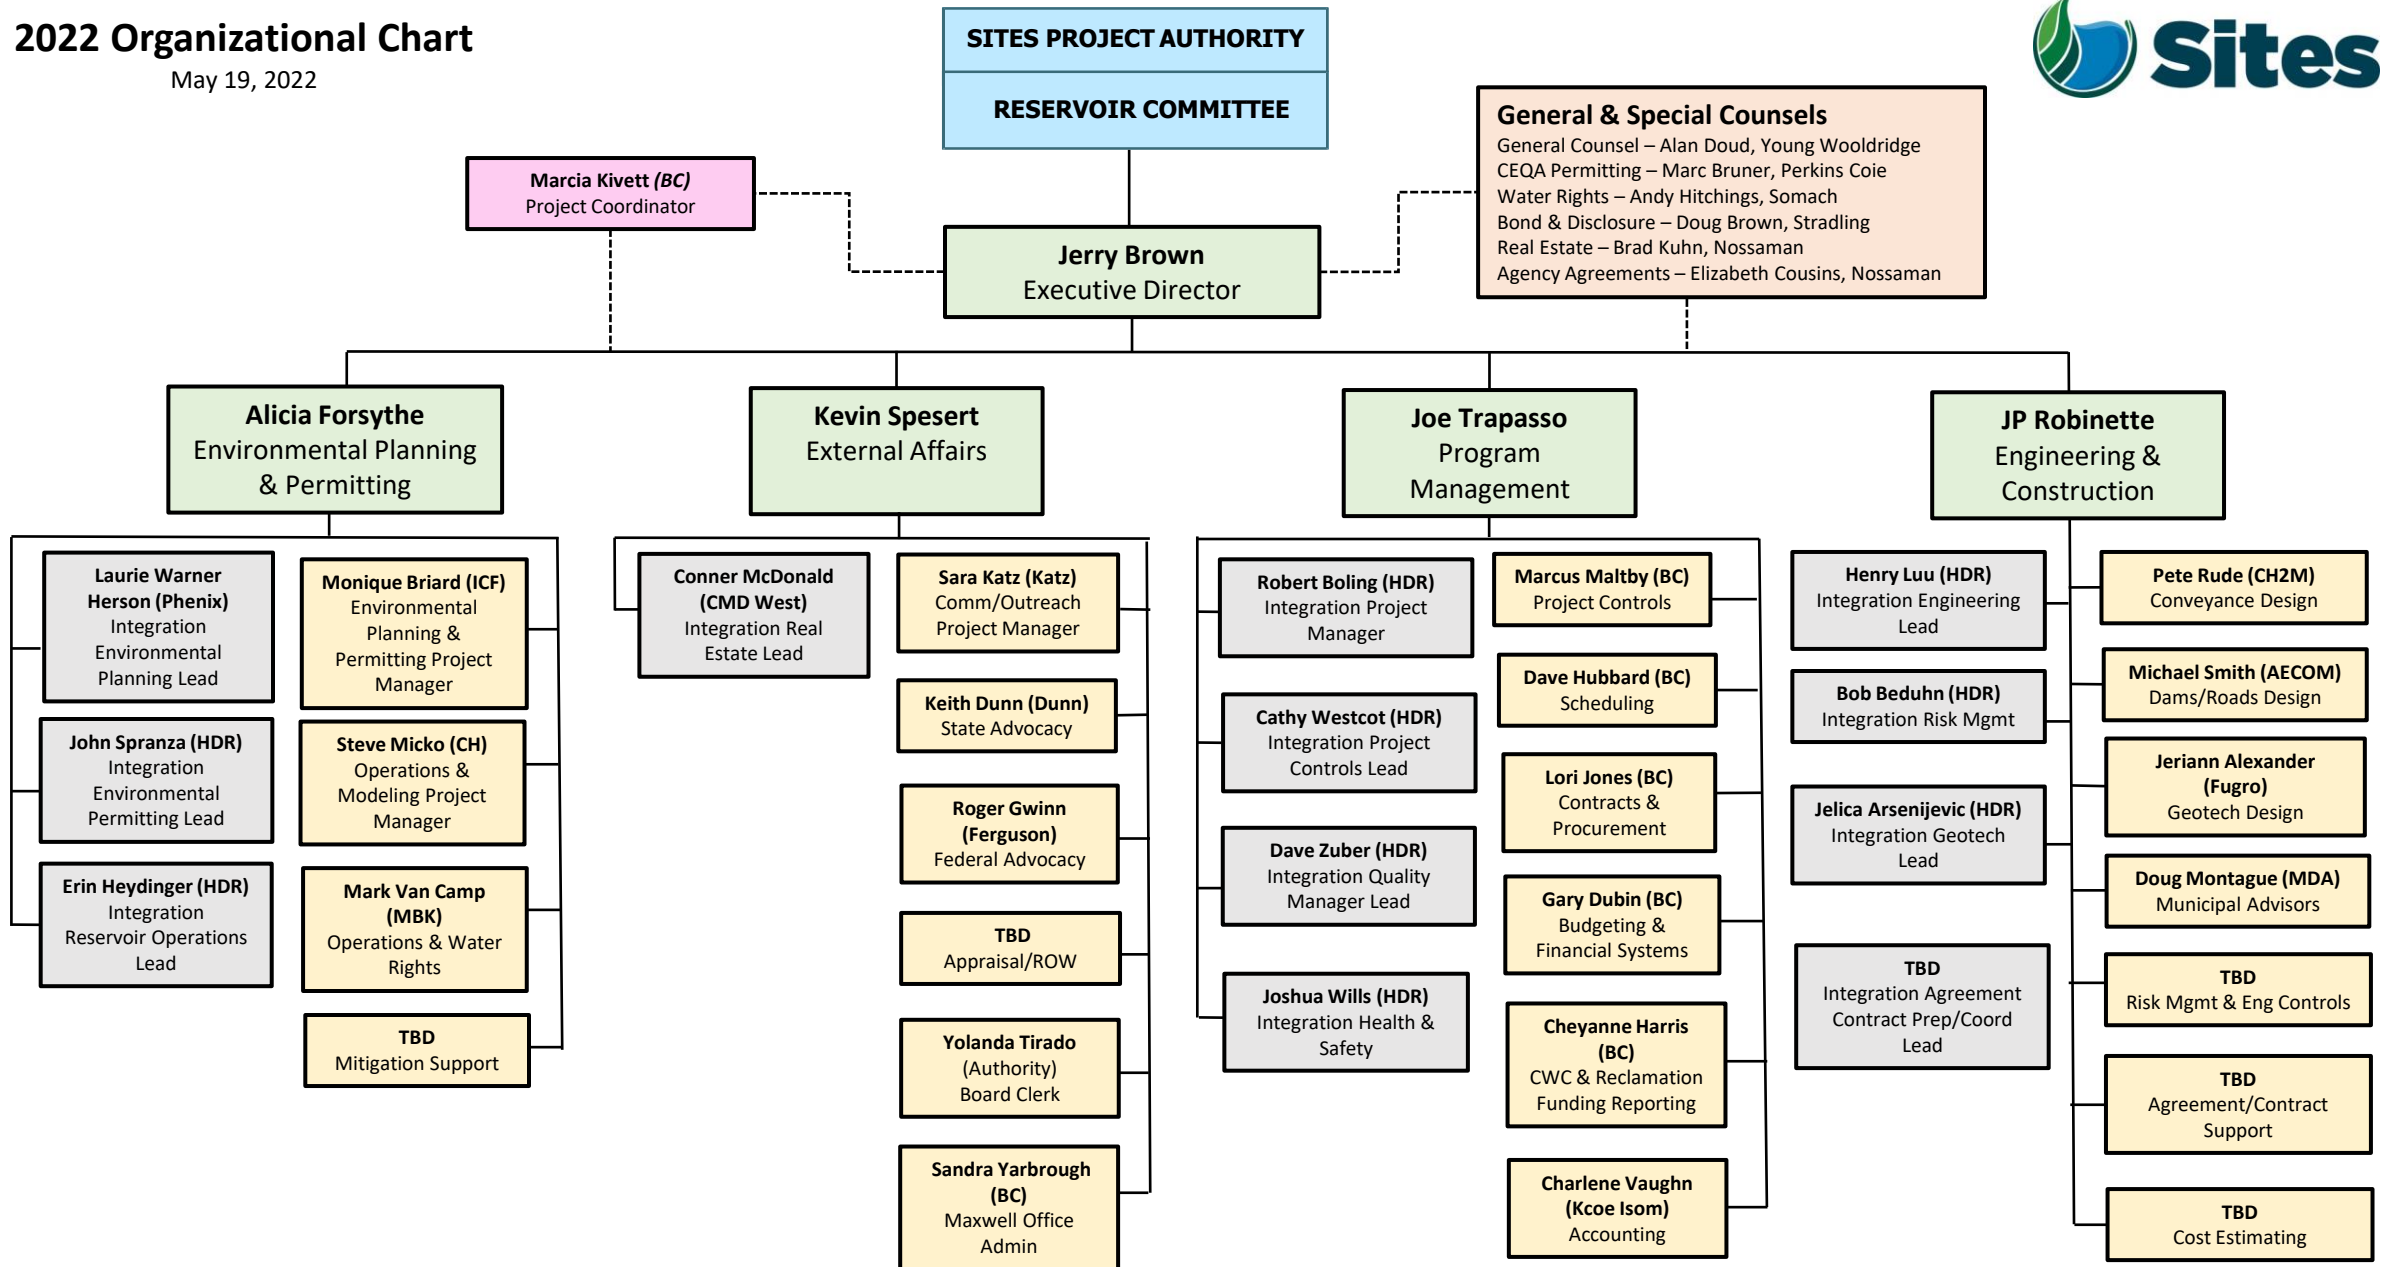 2022 Organizational Chart
May 19, 2022
SITES PROJECT AUTHORITY
RESERVOIR COMMITTEE
Sites
General & Special Counsels
General Counsel – Alan Doud, Young Wooldridge
CEQA Permitting – Marc Bruner, Perkins Coie
Water Rights – Andy Hitchings, Somach
Bond & Disclosure – Doug Brown, Stradling
Real Estate – Brad Kuhn, Nossaman
Agency Agreements – Elizabeth Cousins, Nossaman
Marcia Kivett (BC)
Project Coordinator
Jerry Brown
Executive Director
Alicia Forsythe
Environmental Planning
& Permitting
Kevin Spesert
External Affairs
Joe Trapasso
Program
Management
JP Robinette
Engineering &
Construction
Laurie Warner
Herson (Phenix)
Integration
Environmental
Planning Lead
John Spranza (HDR)
Integration
Environmental
Permitting Lead
Erin Heydinger (HDR)
Integration
Reservoir Operations
Lead
Monique Briard (ICF)
Environmental
Planning &
Permitting Project
Manager
Steve Micko (CH)
Operations &
Modeling Project
Manager
Mark Van Camp
(MBK)
Operations & Water
Rights
TBD
Mitigation Support
Conner McDonald
(CMD West)
Integration Real
Estate Lead
Sara Katz (Katz)
Comm/Outreach
Project Manager
Keith Dunn (Dunn)
State Advocacy
Roger Gwinn
(Ferguson)
Federal Advocacy
TBD
Appraisal/ROW
Yolanda Tirado
(Authority)
Board Clerk
Sandra Yarbrough
(BC)
Maxwell Office
Admin
Robert Boling (HDR)
Integration Project
Manager
Cathy Westcot (HDR)
Integration Project
Controls Lead
Dave Zuber (HDR)
Integration Quality
Manager Lead
Joshua Wills (HDR)
Integration Health &
Safety
Marcus Maltby (BC)
Project Controls
Dave Hubbard (BC)
Scheduling
Lori Jones (BC)
Contracts &
Procurement
Gary Dubin (BC)
Budgeting &
Financial Systems
Cheyanne Harris
(BC)
CWC & Reclamation
Funding Reporting
Charlene Vaughn
(Kcoe Isom)
Accounting
Henry Luu (HDR)
Integration Engineering
Lead
Bob Beduhn (HDR)
Integration Risk Mgmt
Jelica Arsenijevic (HDR)
Integration Geotech
Lead
TBD
Integration Agreement
Contract Prep/Coord
Lead
Pete Rude (CH2M)
Conveyance Design
Michael Smith (AECOM)
Dams/Roads Design
Jeriann Alexander
(Fugro)
Geotech Design
Doug Montague (MDA)
Municipal Advisors
TBD
Risk Mgmt & Eng Controls
TBD
Agreement/Contract
Support
TBD
Cost Estimating